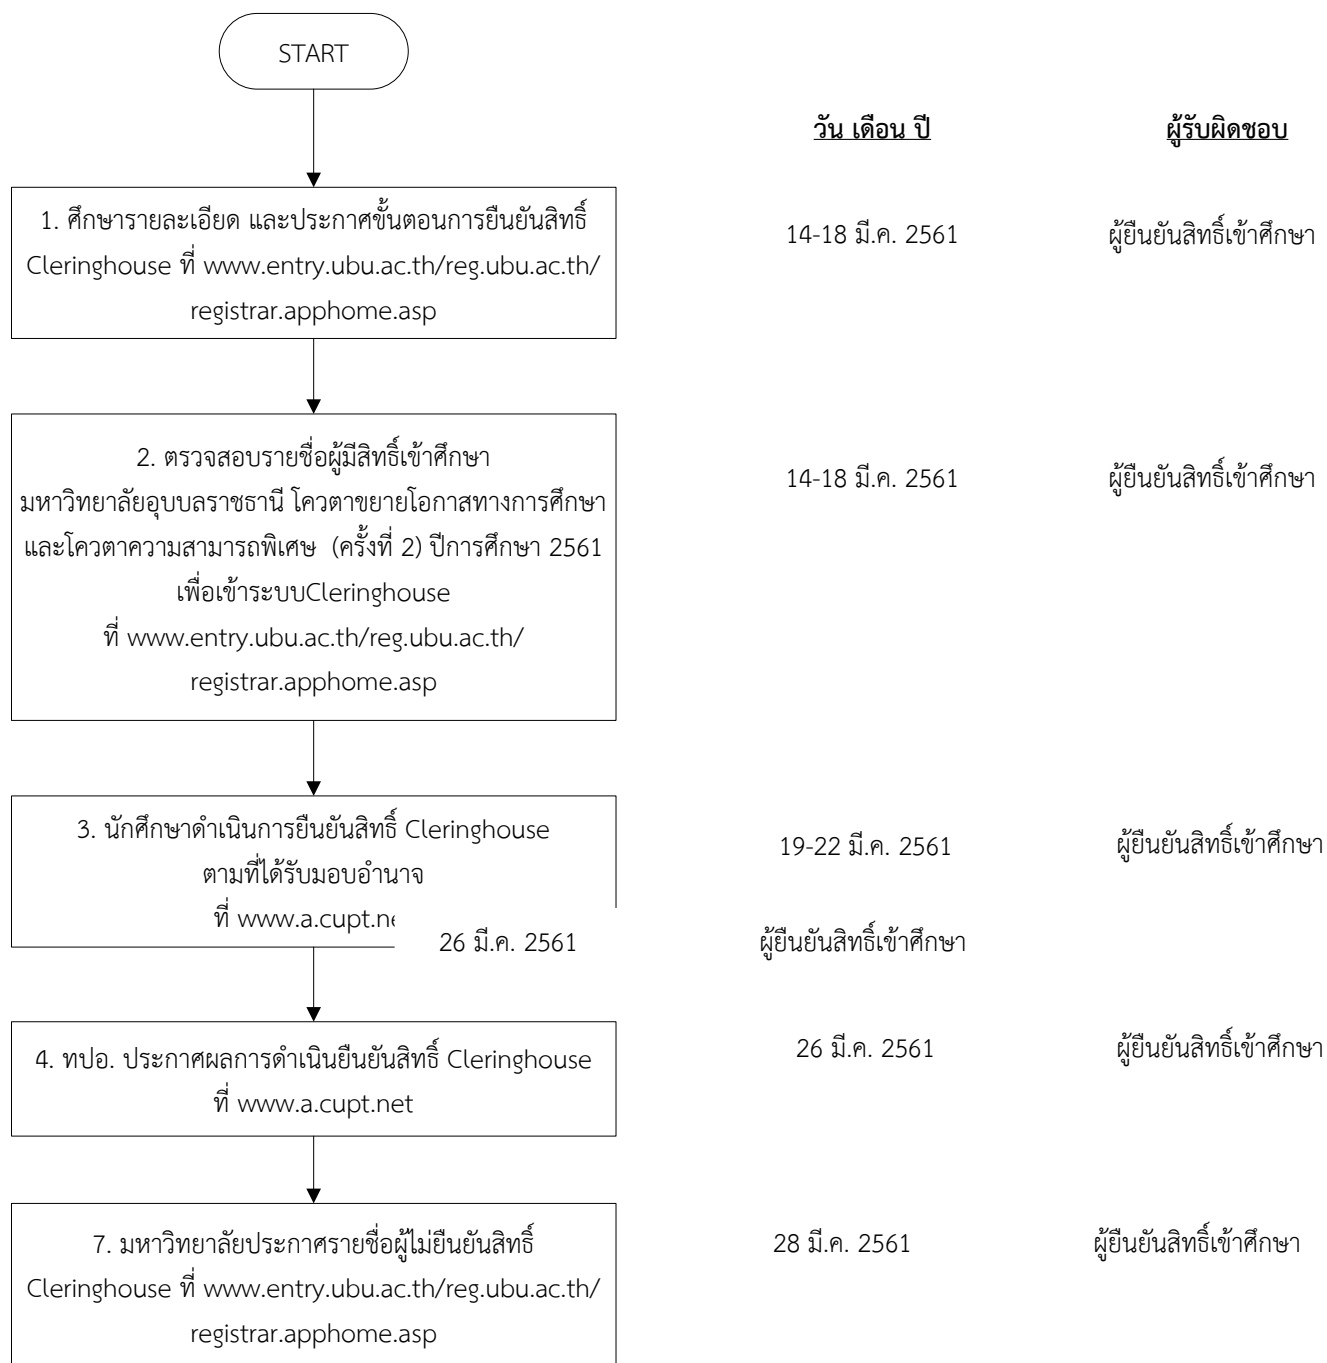 START
วัน เดือน ปี
ผู้รับผิดชอบ
1. ศึกษารายละเอียด และประกาศขั้นตอนการยืนยันสิทธิ์
Cleringhouse ที่ www.entry.ubu.ac.th/reg.ubu.ac.th/
registrar.apphome.asp
14-18 มี.ค. 2561
ผู้ยืนยันสิทธิ์เข้าศึกษา
2. ตรวจสอบรายชื่อผู้มีสิทธิ์เข้าศึกษา
มหาวิทยาลัยอุบบลราชธานี โควตาขยายโอกาสทางการศึกษา
และโควตาความสามารถพิเศษ (ครั้งที่ 2) ปีการศึกษา 2561
เพื่อเข้าระบบCleringhouse
ที่ www.entry.ubu.ac.th/reg.ubu.ac.th/
registrar.apphome.asp
14-18 มี.ค. 2561
ผู้ยืนยันสิทธิ์เข้าศึกษา
3. นักศึกษาดำเนินการยืนยันสิทธิ์ Cleringhouse
ตามที่ได้รับมอบอำนาจ
ที่ www.a.cupt.ne
19-22 มี.ค. 2561
ผู้ยืนยันสิทธิ์เข้าศึกษา
26 มี.ค. 2561
ผู้ยืนยันสิทธิ์เข้าศึกษา
4. ทปอ. ประกาศผลการดำเนินยืนยันสิทธิ์ Cleringhouse
ที่ www.a.cupt.net
26 มี.ค. 2561
ผู้ยืนยันสิทธิ์เข้าศึกษา
7. มหาวิทยาลัยประกาศรายชื่อผู้ไม่ยืนยันสิทธิ์
Cleringhouse ที่ www.entry.ubu.ac.th/reg.ubu.ac.th/
registrar.apphome.asp
28 มี.ค. 2561
ผู้ยืนยันสิทธิ์เข้าศึกษา